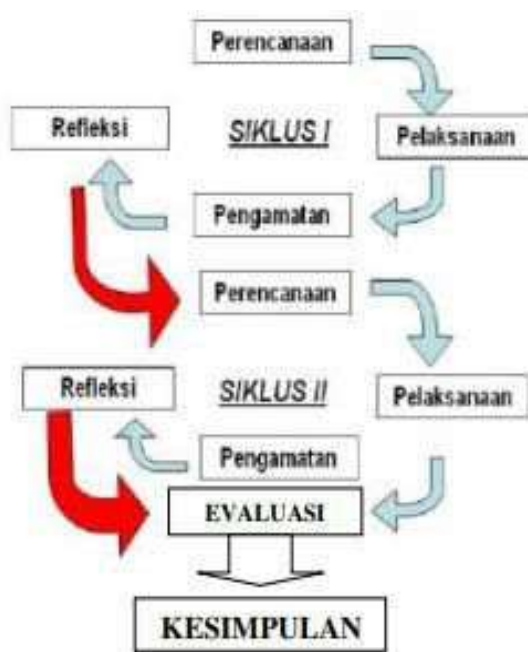 Perencanaan
Refleksi
SIKLUS I
Pelaksanaan
Pengamatan
Perencanaan
Refleksi
SIKLUS II
Pelaksanaan
Pengamatan
EVALUASI
KESIMPULAN